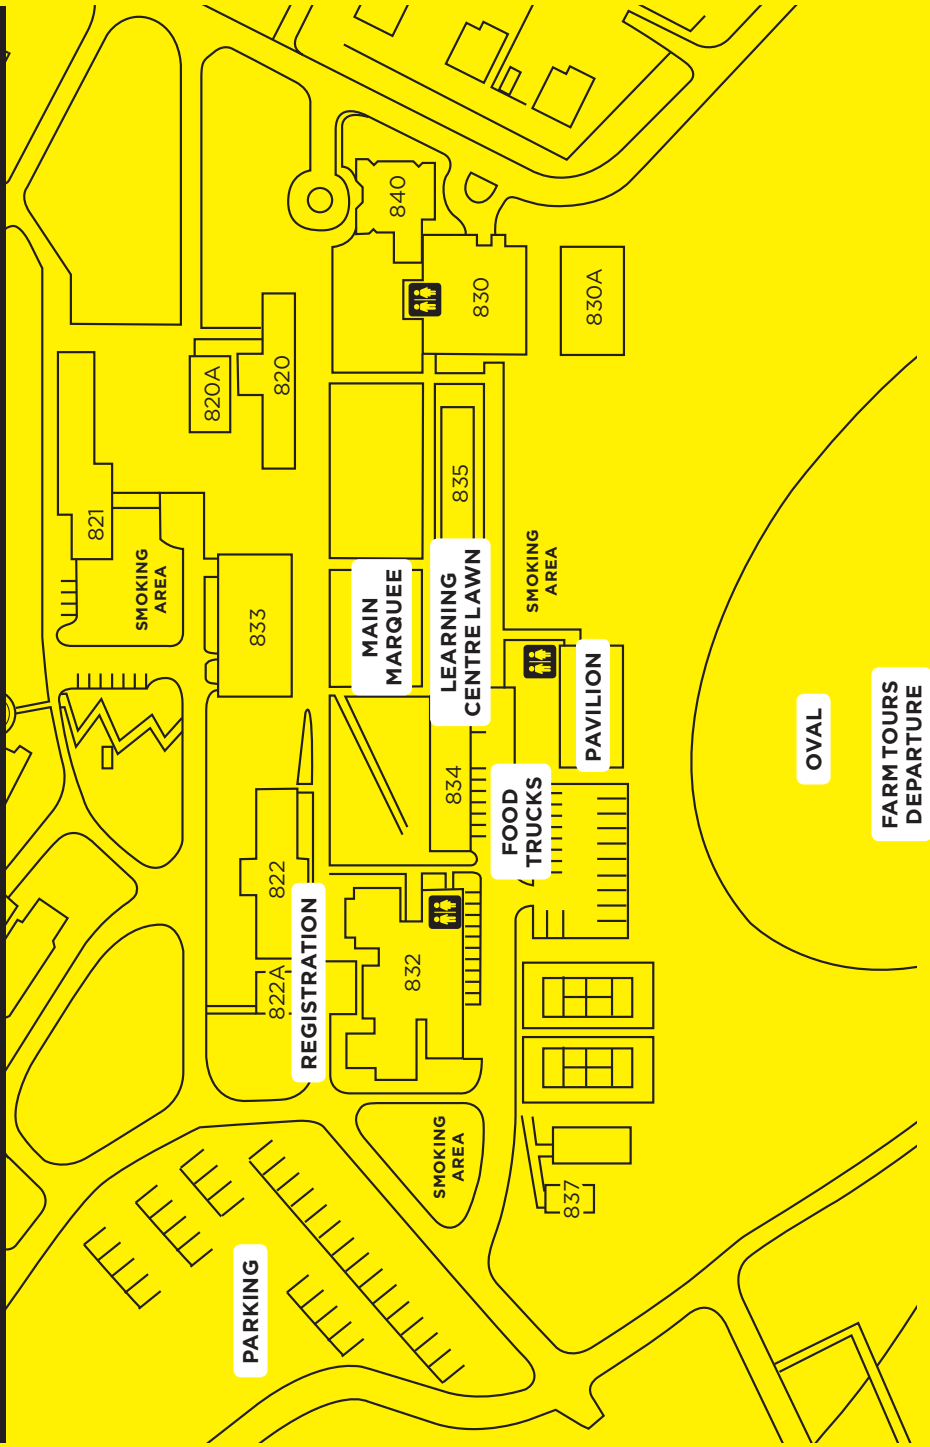 821
SMOKING
AREA
820A
820
840
830
830A
833
MAIN
MARQUEE
835
LEARNING
CENTRE LAWN
SMOKING
AREA
PAVILION
834
FOOD
TRUCKS
822
822A
REGISTRATION
832
OVAL
FARM TOURS
DEPARTURE
SMOKING
AREA
837
PARKING